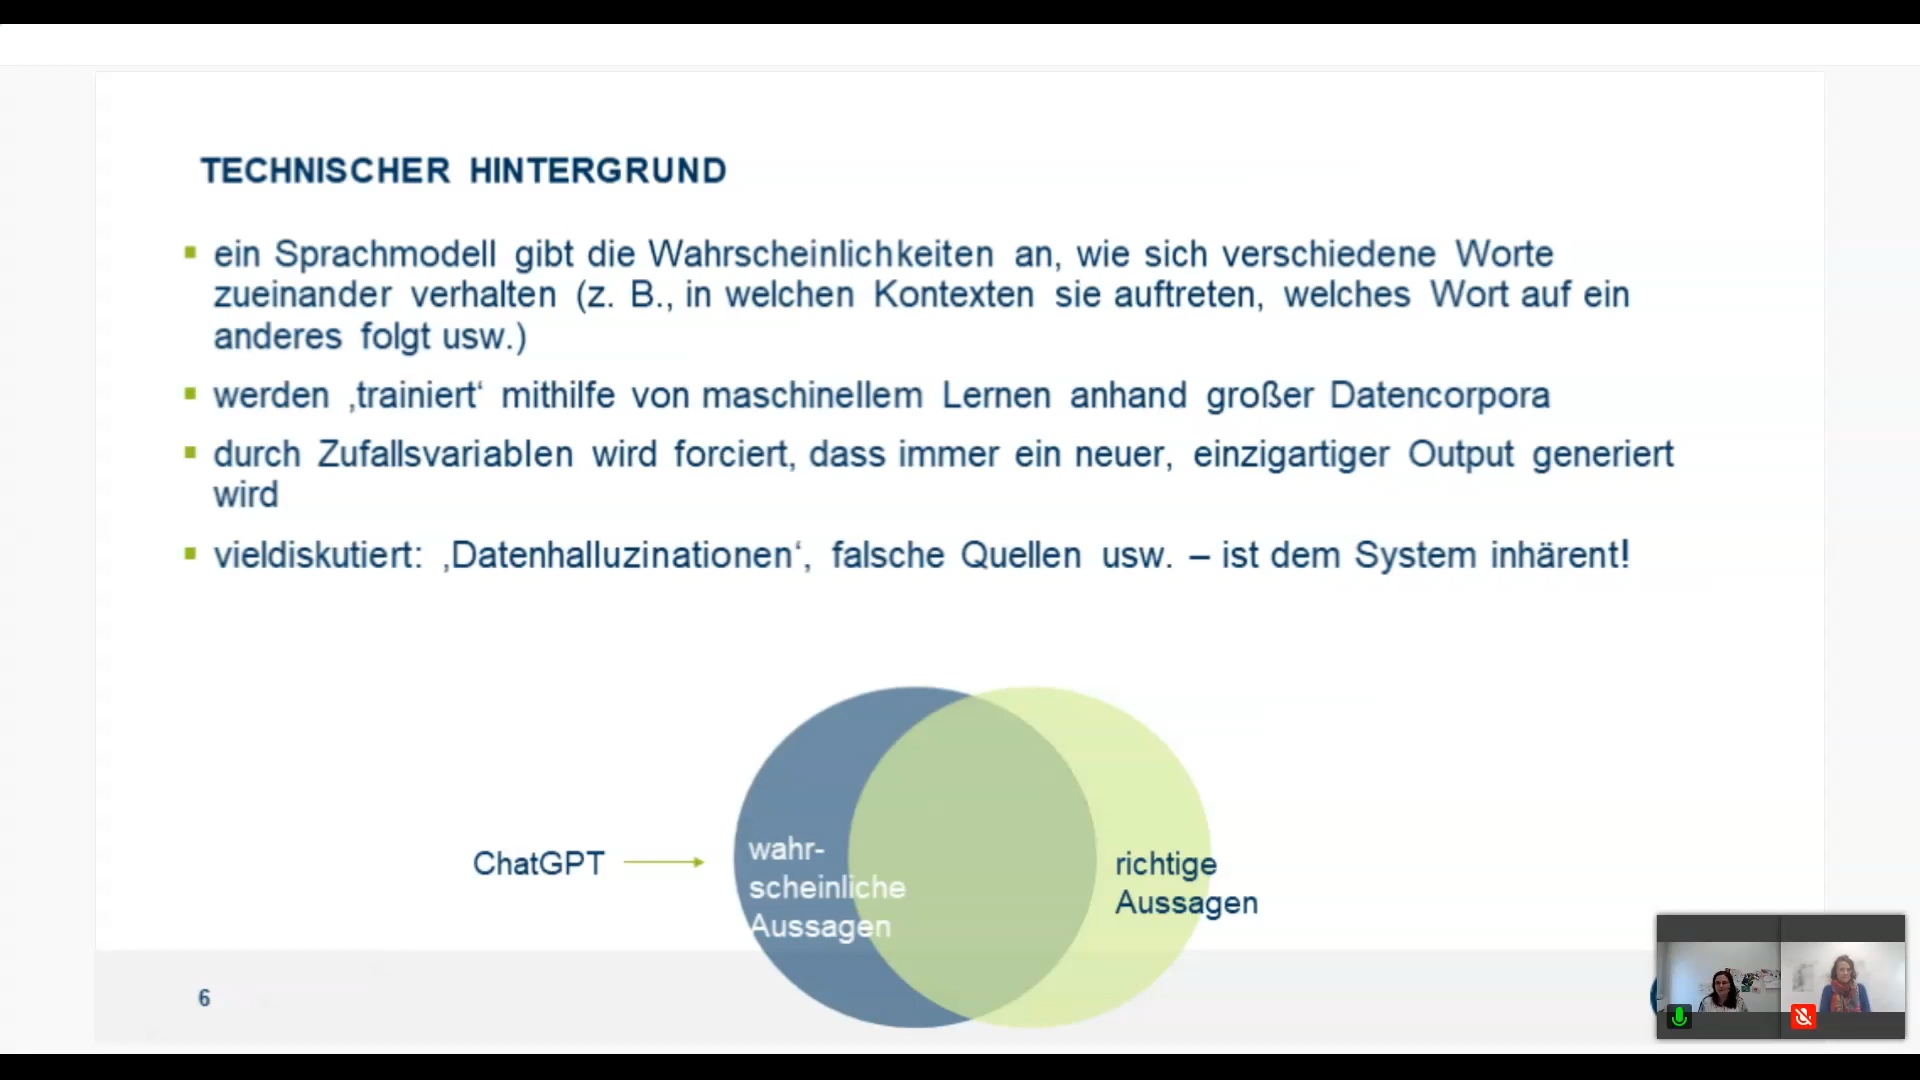 TECHNISCHER HINTERGRUND
ein Sprachmodell gibt die Wahrscheinlichkeiten an, wie sich verschiedene Worte
zueinander verhalten (z. B., in welchen Kontexten sie auftreten, welches Wort auf ein
anderes folgt usw.)
werden ‚trainiert‘ mithilfe von maschinellem Lernen anhand großer Datencorpora
durch Zufallsvariablen wird forciert, dass immer ein neuer, einzigartiger Output generiert
wird
vieldiskutiert: ‚Datenhalluzinationen‘, falsche Quellen usw. – ist dem System inhärent!
ChatGPT
wahr-
scheinliche
Aussagen
richtige
Aussagen
6